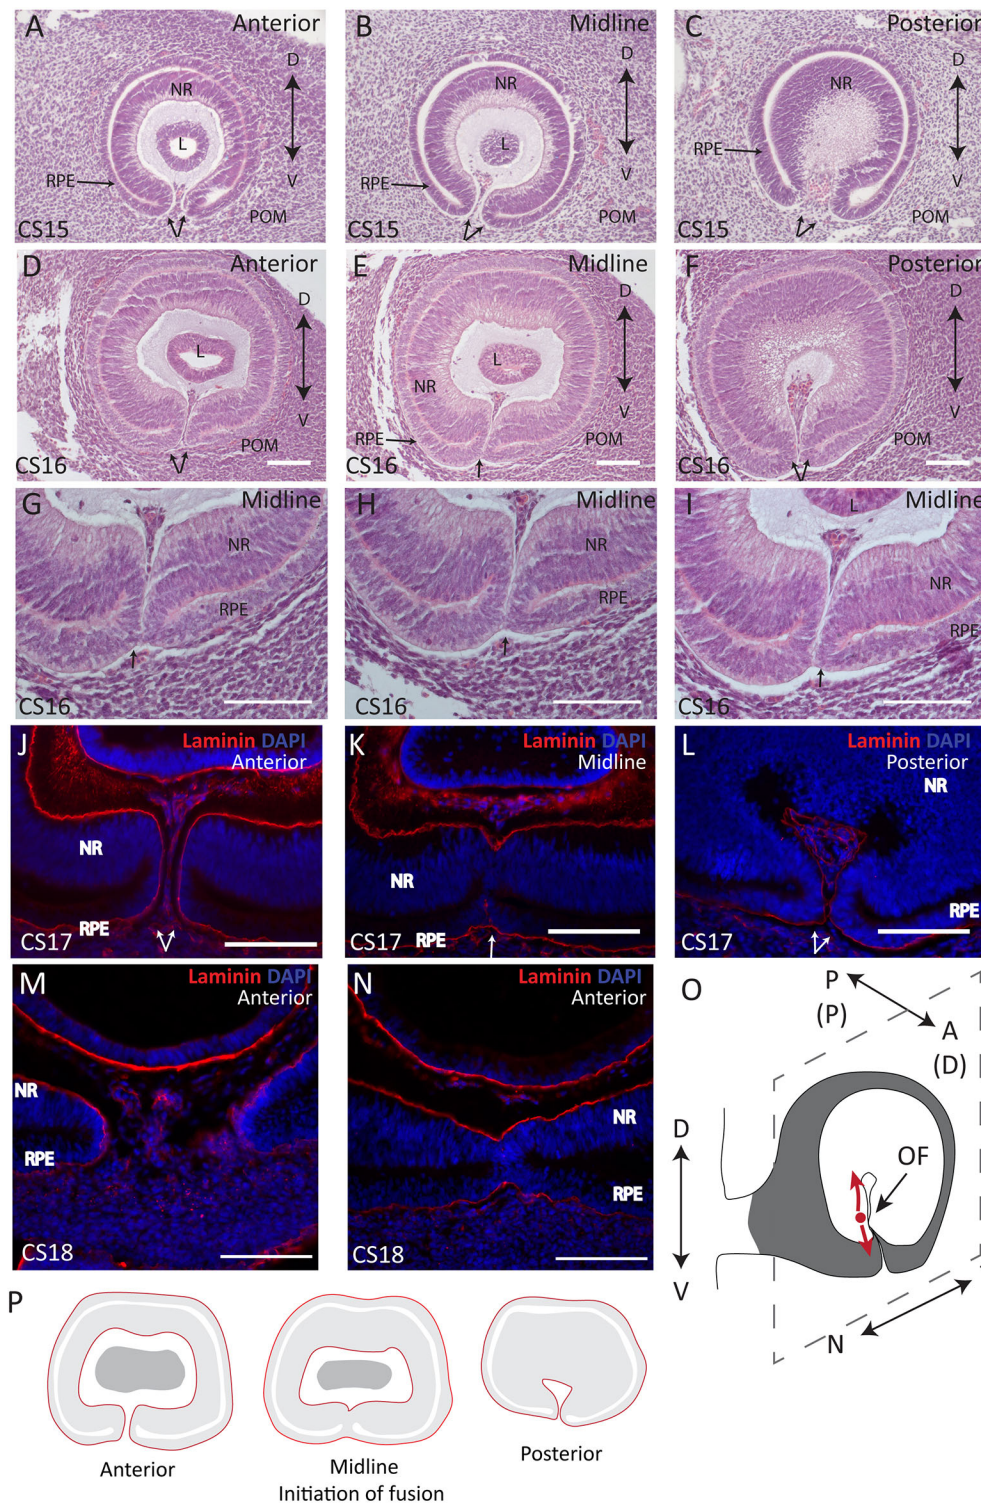 A Anterior
D
NR
L
RPE
V
POM
CS15
B Midline
D
NR
L
RPE
V
POM
CS15
C Posterior
D
NR
RPE
V
POM
CS15
D Anterior
D
L
V
POM
CS16
E Midline
L
NR
RPE
POM
CS16
F Posterior
D
V
POM
CS16
G Midline
NR
RPE
CS16
H Midline
NR
RPE
CS16
I Midline
L
NR
RPE
CS16
J Laminin DAPI
Anterior
NR
RPE
CS17
K Laminin DAPI
Midline
NR
RPE
CS17
L Laminin DAPI
Posterior
NR
RPE
CS17
M Laminin DAPI
Anterior
NR
RPE
CS18
N Laminin DAPI
Anterior
NR
RPE
CS18
O
P
(P)
A
(D)
D
OF
V
N
P
Anterior
Midline
Initiation of fusion
Posterior